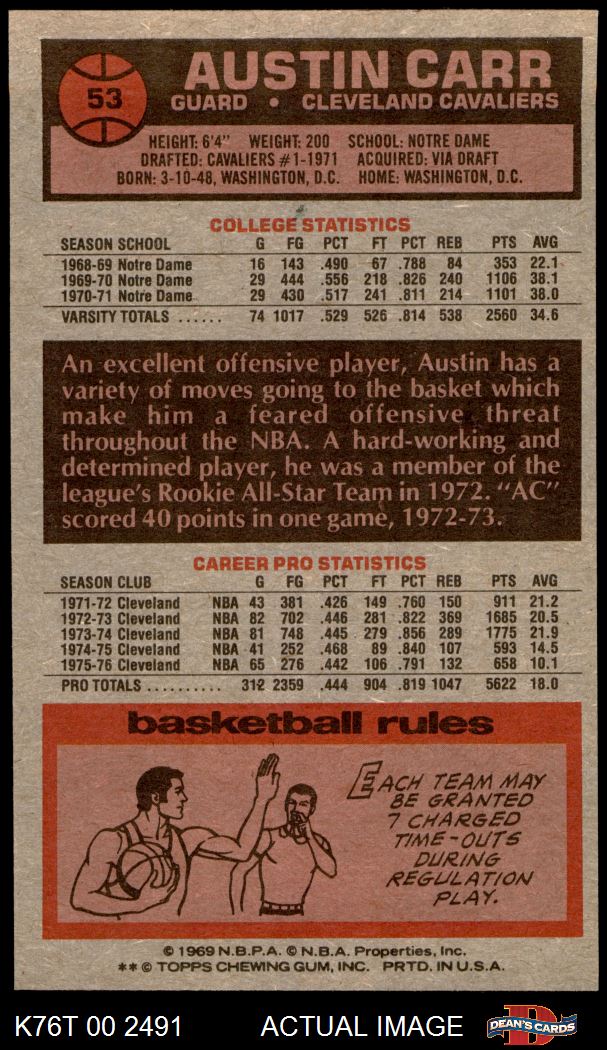 53
AUSTIN CARR
GUARD • CLEVELAND CAVALIERS
HEIGHT: 6'4" WEIGHT: 200 SCHOOL: NOTRE DAME
DRAFTED: CAVALIERS #1-1971 ACQUIRED: VIA DRAFT
BORN: 3-10-48, WASHINGTON, D.C. HOME: WASHINGTON, D.C.
COLLEGE STATISTICS
SEASON SCHOOL G FG PCT FT PCT REB PTS AVG
1968-69 Notre Dame 16 143 .490 67 .788 84 353 22.1
1969-70 Notre Dame 29 444 .556 218 .826 240 1106 38.1
1970-71 Notre Dame 29 430 .517 241 .811 214 1101 38.0
VARSITY TOTALS ...... 74 1017 .529 526 .814 538 2560 34.6
An excellent offensive player, Austin has a
variety of moves going to the basket which
make him a feared offensive threat
throughout the NBA. A hard-working and
determined player, he was a member of the
league's Rookie All-Star Team in 1972. "AC"
scored 40 points in one game, 1972-73.
CAREER PRO STATISTICS
SEASON CLUB G FG PCT FT PCT REB PTS AVG
1971-72 Cleveland NBA 43 381 .426 149 .760 150 911 21.2
1972-73 Cleveland NBA 82 702 .446 281 .822 369 1685 20.5
1973-74 Cleveland NBA 81 748 .445 279 .856 289 1775 21.9
1974-75 Cleveland NBA 41 252 .468 89 .840 107 593 14.5
1975-76 Cleveland NBA 65 276 .442 106 .791 132 658 10.1
PRO TOTALS .......... 312 2359 .444 904 .819 1047 5622 18.0
basketball rules
EACH TEAM MAY
BE GRANTED
7 CHARGED
TIME-OUTS
DURING
REGULATION
PLAY.
© 1969 N.B.P.A. © N.B.A. Properties, Inc.
** © TOPPS CHEWING GUM, INC. PRTD. IN U.S.A.
K76T 00 2491 ACTUAL IMAGE
D
DEAN'S CARDS